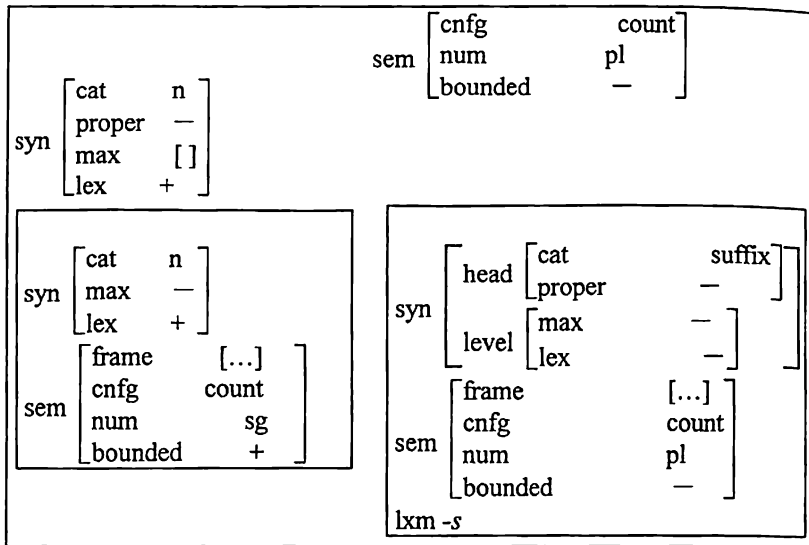 sem [cnfg count
num pl
bounded —]
syn [cat n
proper —
max [ ]
lex +]
syn [cat n
max —
lex +]
sem [frame [...]
cnfg count
num sg
bounded +]
syn [head [cat suffix
proper —]
level [max —
lex —]]
sem [frame [...]
cnfg count
num pl
bounded —]
lxm -s